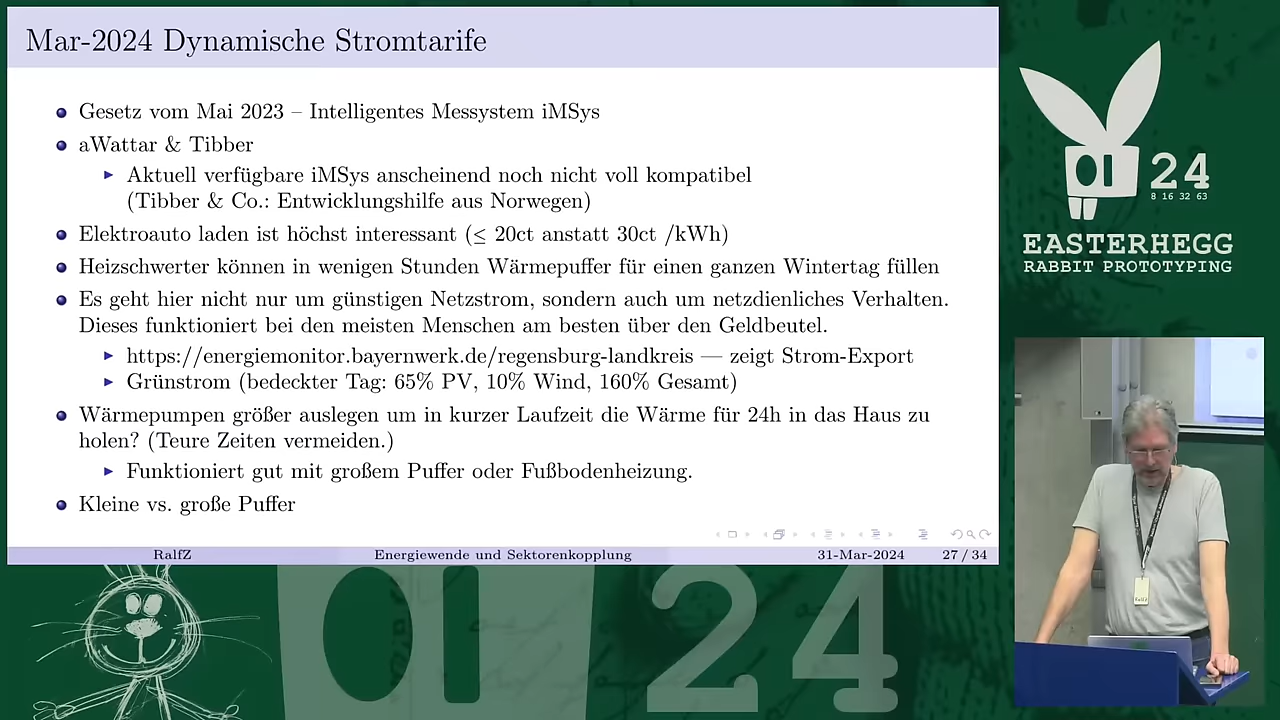 Mar-2024 Dynamische Stromtarife
Gesetz vom Mai 2023 – Intelligentes Messystem iMSys
aWattar & Tibber
Aktuell verfügbare iMSys anscheinend noch nicht voll kompatibel
(Tibber & Co.: Entwicklungshilfe aus Norwegen)
Elektroauto laden ist höchst interessant (≤ 20ct anstatt 30ct /kWh)
Heizschwerter können in wenigen Stunden Wärmepuffer für einen ganzen Wintertag füllen
Es geht hier nicht nur um günstigen Netzstrom, sondern auch um netzdienliches Verhalten.
Dieses funktioniert bei den meisten Menschen am besten über den Geldbeutel.
https://energiemonitor.bayernwerk.de/regensburg-landkreis — zeigt Strom-Export
Grünstrom (bedeckter Tag: 65% PV, 10% Wind, 160% Gesamt)
Wärmepumpen größer auslegen um in kurzer Laufzeit die Wärme für 24h in das Haus zu
holen? (Teure Zeiten vermeiden.)
Funktioniert gut mit großem Puffer oder Fußbodenheizung.
Kleine vs. große Puffer
RalfZ Energiewende und Sektorenkopplung 31-Mar-2024 27 / 34
24
8 16 32 63
EASTERHEGG
RABBIT PROTOTYPING
24